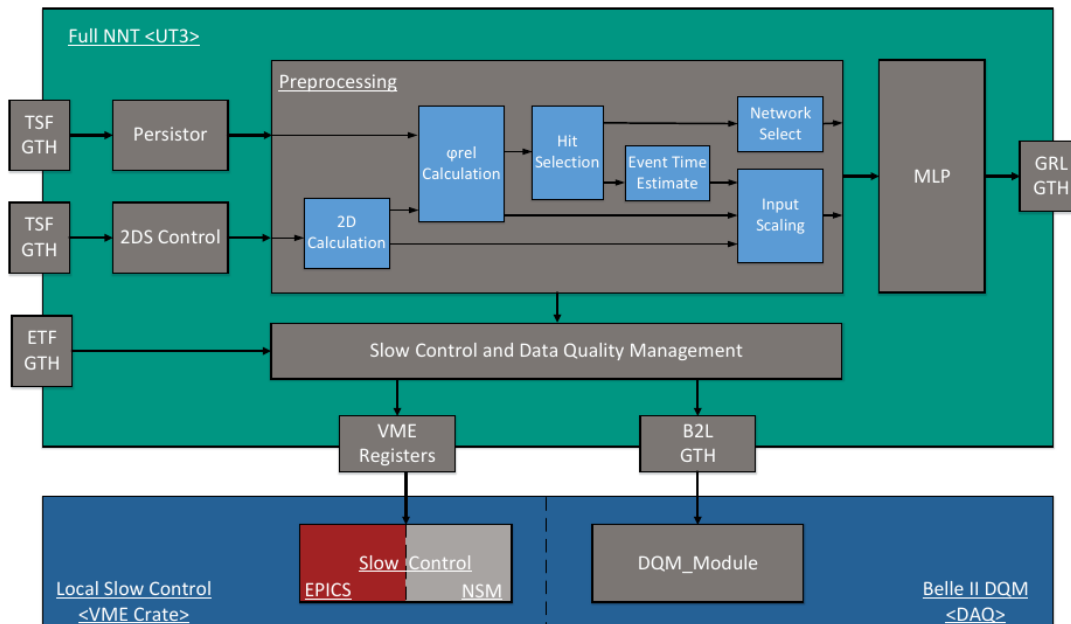 Full NNT <UT3>
Preprocessing
TSF
GTH
Persistor
φrel
Calculation
Hit
Selection
Network
Select
Event Time
Estimate
MLP
GRL
GTH
TSF
GTH
2DS Control
2D
Calculation
Input
Scaling
ETF
GTH
Slow Control and Data Quality Management
VME
Registers
B2L
GTH
Slow Control
EPICS
NSM
DQM_Module
Local Slow Control
<VME Crate>
Belle II DQM
<DAQ>